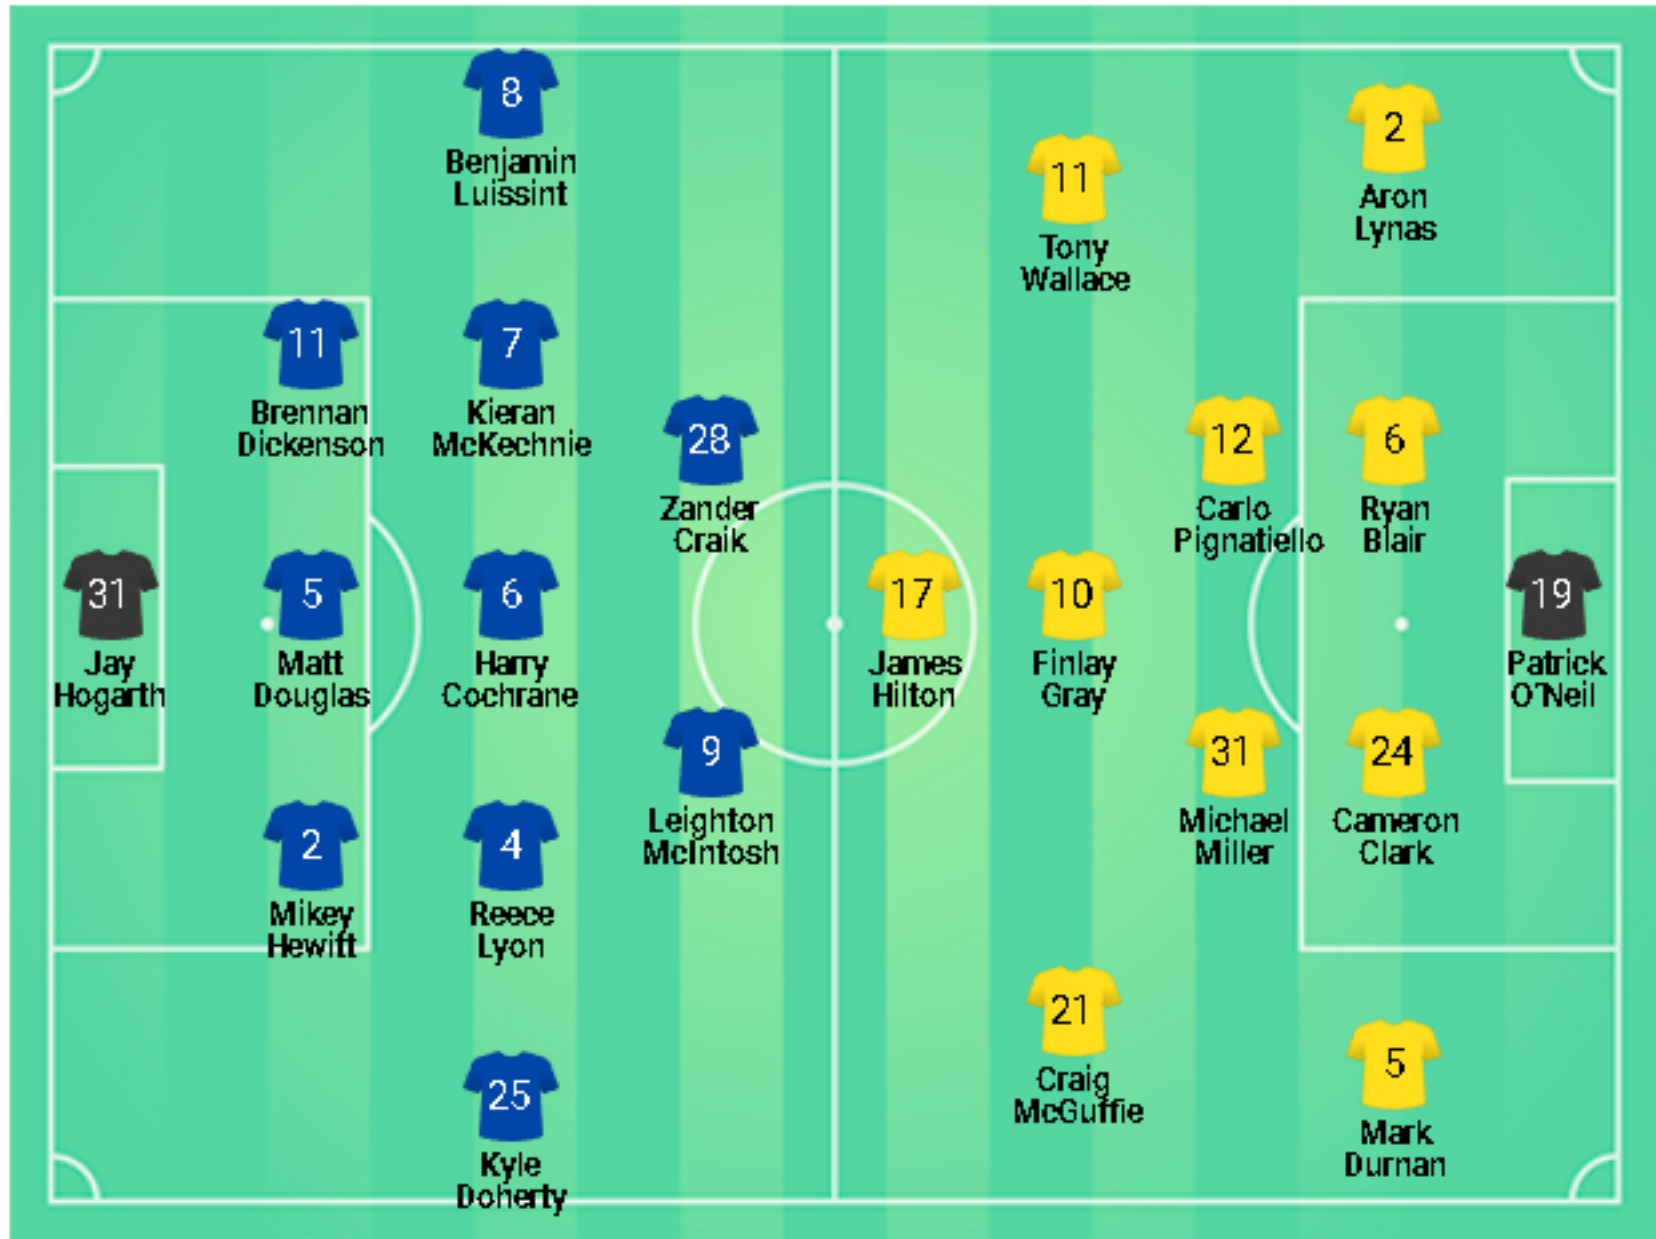 8
Benjamin
Luissint
11
Brennan
Dickenson
7
Kieran
McKechnie
28
Zander
Craik
31
Jay
Hogarth
5
Matt
Douglas
6
Harry
Cochrane
9
Leighton
McIntosh
2
Mikey
Hewitt
4
Reece
Lyon
25
Kyle
Doherty
2
Aron
Lynas
11
Tony
Wallace
12
Carlo
Pignatiello
6
Ryan
Blair
17
James
Hilton
10
Finlay
Gray
19
Patrick
O'Neil
31
Michael
Miller
24
Cameron
Clark
21
Craig
McGuffie
5
Mark
Durnan